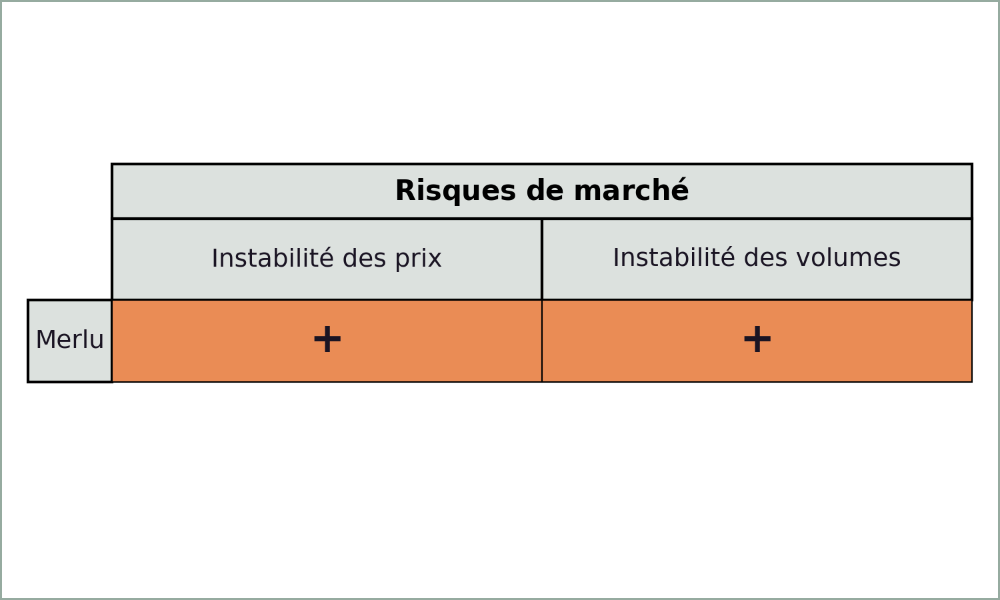 Risques de marché
Instabilité des prix
Instabilité des volumes
Merlu
+
+